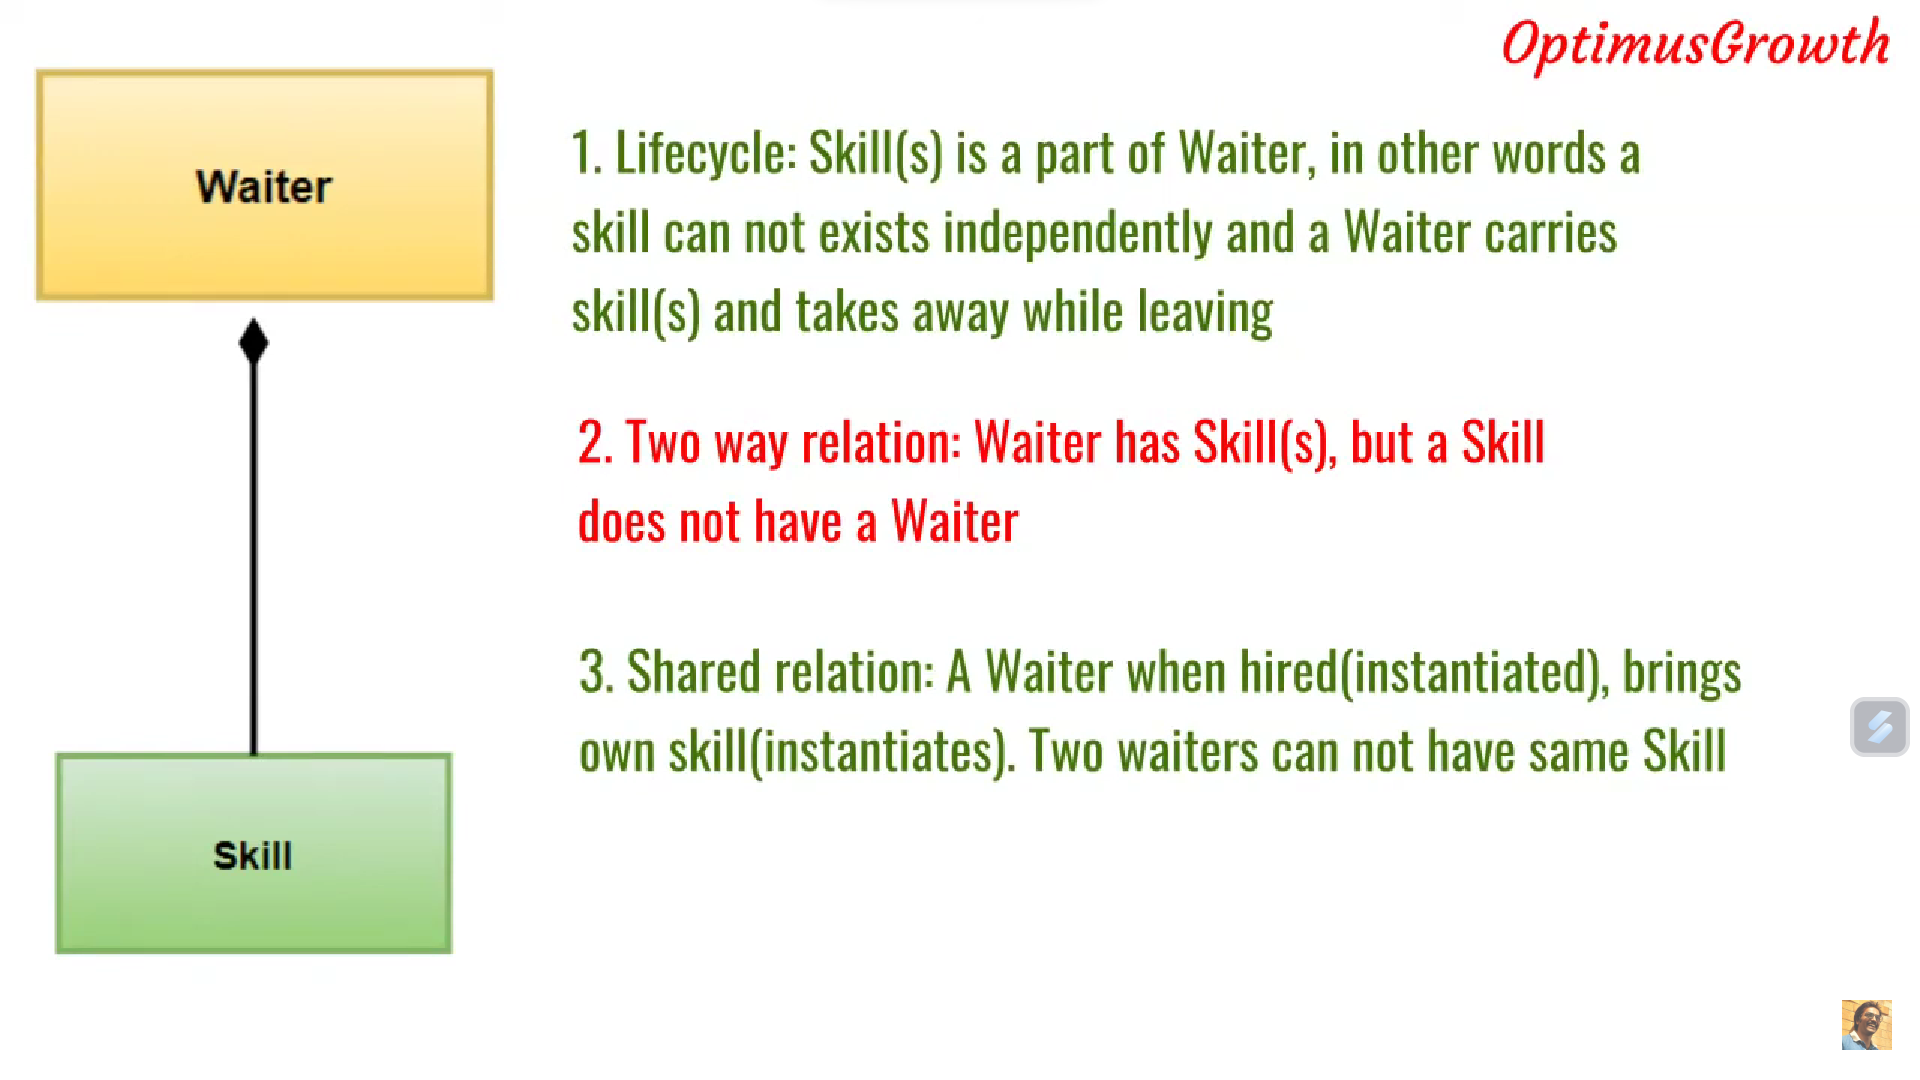 OptimusGrowth
Waiter
1. Lifecycle: Skill(s) is a part of Waiter, in other words a
skill can not exists independently and a Waiter carries
skill(s) and takes away while leaving
2. Two way relation: Waiter has Skill(s), but a Skill
does not have a Waiter
3. Shared relation: A Waiter when hired(instantiated), brings
own skill(instantiates). Two waiters can not have same Skill
Skill